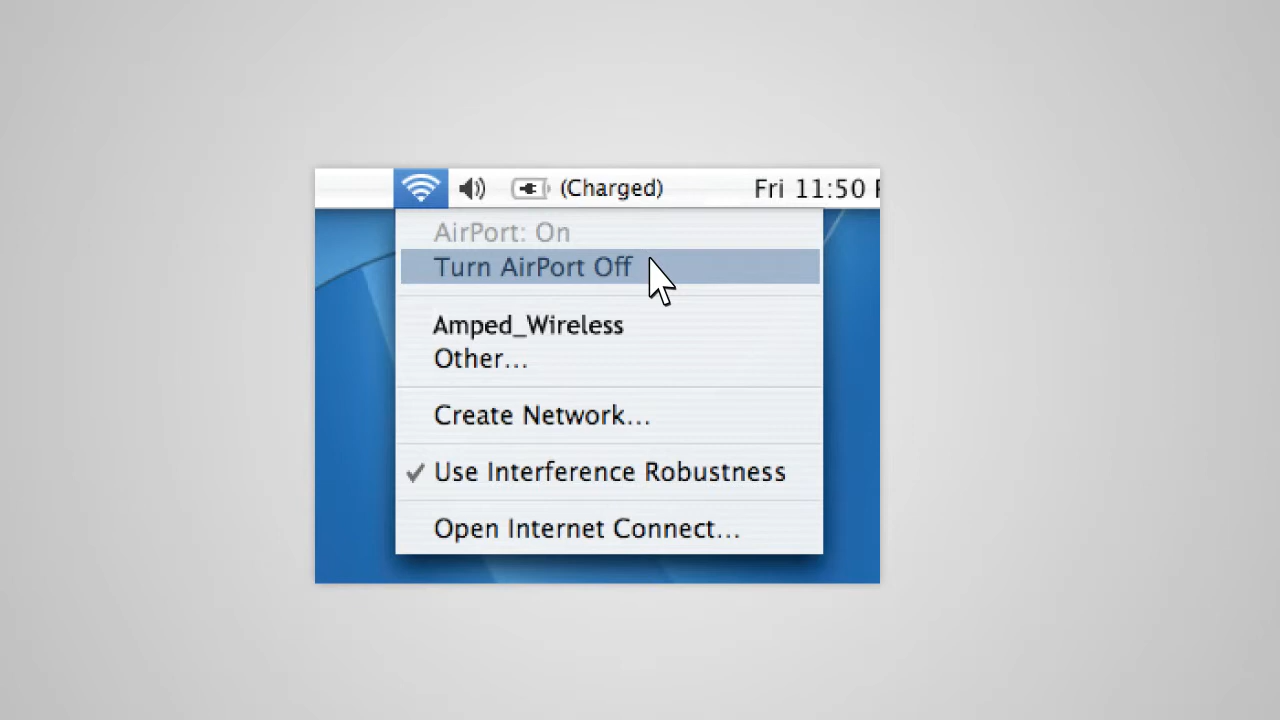 (Charged) Fri 11:50
AirPort: On
Turn AirPort Off
Amped_Wireless
Other...
Create Network...
Use Interference Robustness
Open Internet Connect...